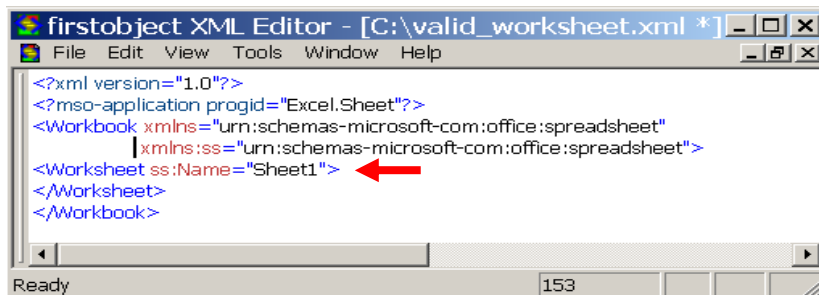 firstobject XML Editor - [C:\valid_worksheet.xml *]
File Edit View Tools Window Help
<?xml version="1.0"?>
<?mso-application progid="Excel.Sheet"?>
<Workbook xmlns="urn:schemas-microsoft-com:office:spreadsheet"
xmlns:ss="urn:schemas-microsoft-com:office:spreadsheet">
<Worksheet ss:Name="Sheet1">
</Worksheet>
</Workbook>
Ready 153